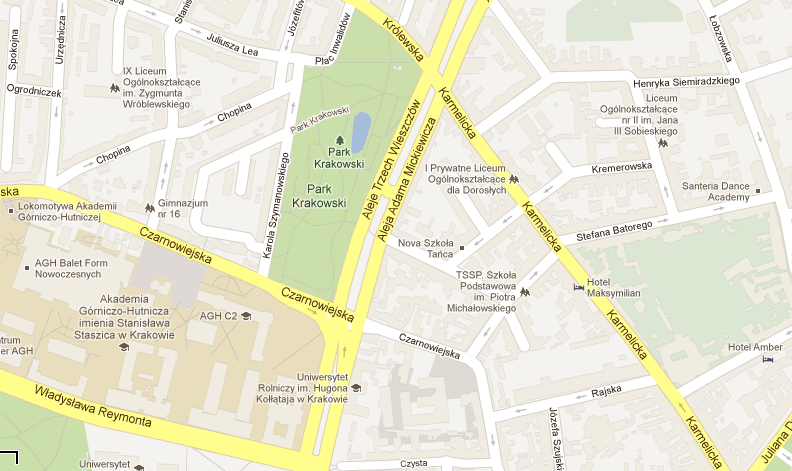 Juliusza Lea
Józefitów
Królewska
Łobzowska
Spokojna
Urzędnicza
Plac Inwalidów
Ogrodniczek
IX Liceum
Ogólnokształcące
im. Zygmunta
Wróblewskiego
Henryka Siemiradzkiego
Chopina
Karmelicka
Liceum
Ogólnokształcące
nr II im. Jana
III Sobieskiego
Park Krakowski
Aleje Trzech Wieszczów
Aleja Adama Mickiewicza
Chopina
Park
Krakowski
Kremerowska
I Prywatne Liceum
Ogólnokształcące
dla Dorosłych
Park
Krakowski
Santeria Dance
Academy
ska
Lokomotywa Akademii
Górniczo-Hutniczej
Gimnazjum
nr 16
Karola Szymanowskiego
Karmelicka
Czarnowiejska
Stefana Batorego
Nova Szkoła
Tańca
AGH Balet Form
Nowoczesnych
TSSP. Szkoła
Podstawowa
im. Piotra
Michałowskiego
Hotel
Maksymilian
Akademia
Górniczo-Hutnicza
imienia Stanisława
Staszica w Krakowie
Czarnowiejska
AGH C2
Karmelicka
ntrum
er AGH
Czarnowiejska
Hotel Amber
Uniwersytet
Rolniczy im. Hugona
Kołłątaja w Krakowie
Rajska
Władysława Reymonta
Józefa Szujski
Karmelicka
Juliana D
Uniwersytet
Czysta